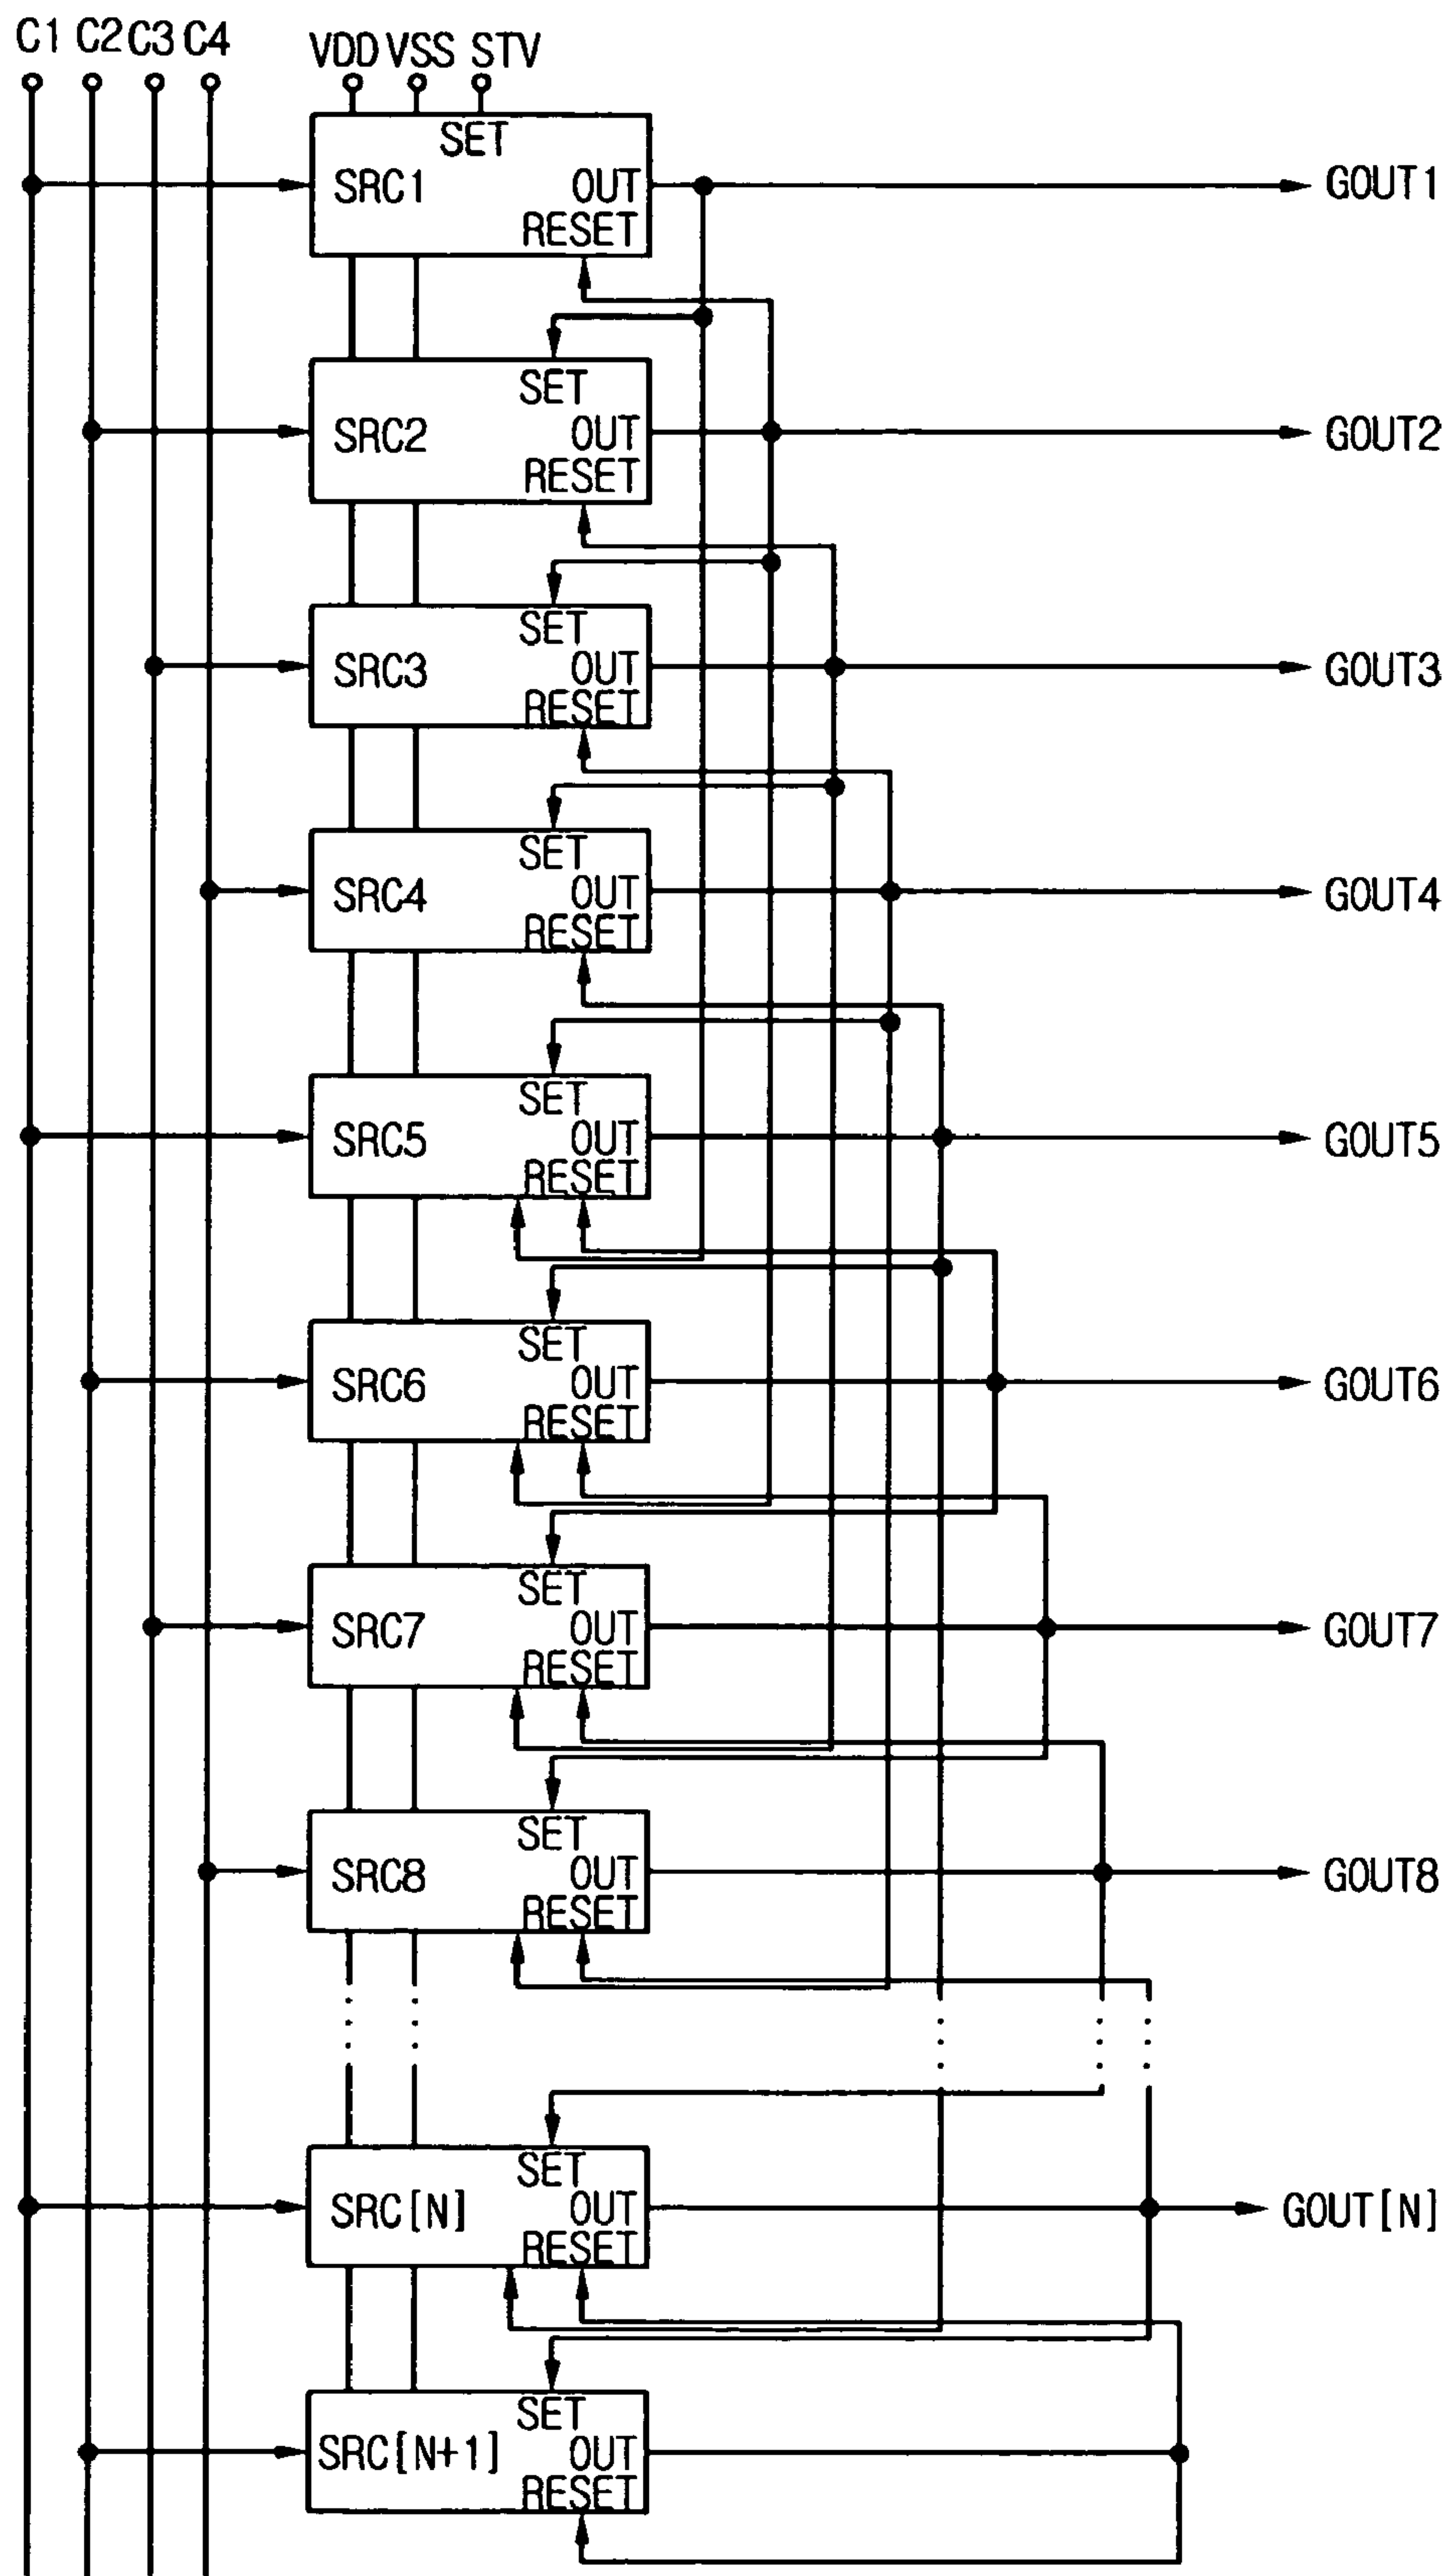 C1 C2 C3 C4 VDD VSS STV
SET
SRC1 OUT GOUT1
RESET
SET
SRC2 OUT GOUT2
RESET
SET
SRC3 OUT GOUT3
RESET
SET
SRC4 OUT GOUT4
RESET
SET
SRC5 OUT GOUT5
RESET
SET
SRC6 OUT GOUT6
RESET
SET
SRC7 OUT GOUT7
RESET
SET
SRC8 OUT GOUT8
RESET
SET
SRC[N] OUT GOUT[N]
RESET
SET
SRC[N+1] OUT
RESET